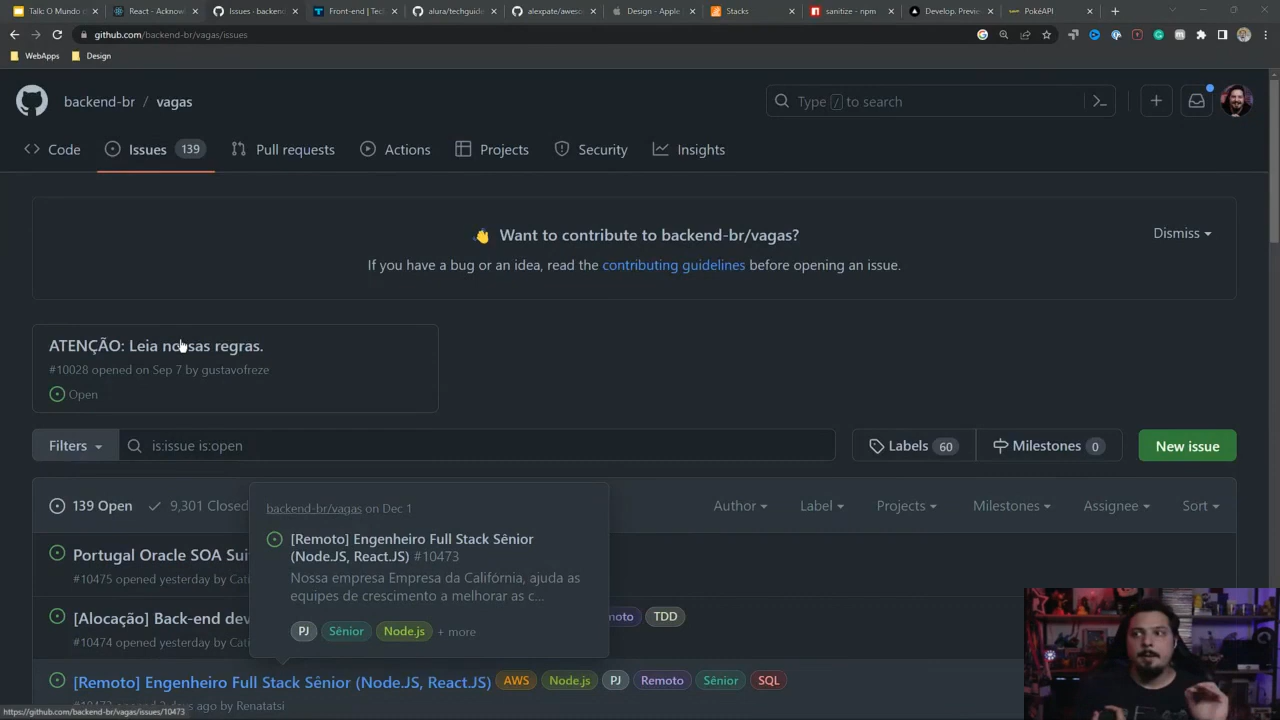 Talk: O Mundo
React - Acknow
Issues · backend
Front-end | Tec
alura/techguide
alexpate/aweso
Design - Apple
Stacks
sanitize - npm
Develop. Preview
PokéAPI
github.com/backend-br/vagas/issues
WebApps
Design
backend-br / vagas
Type / to search
Code
Issues 139
Pull requests
Actions
Projects
Security
Insights
Want to contribute to backend-br/vagas?
Dismiss
If you have a bug or an idea, read the contributing guidelines before opening an issue.
ATENÇÃO: Leia nossas regras.
#10028 opened on Sep 7 by gustavofreze
Open
Filters
is:issue is:open
Labels 60
Milestones 0
New issue
139 Open
9,301 Closed
Author
Label
Projects
Milestones
Assignee
Sort
backend-br/vagas on Dec 1
[Remoto] Engenheiro Full Stack Sênior
(Node.JS, React.JS) #10473
Nossa empresa Empresa da Califórnia, ajuda as
equipes de crescimento a melhorar as c...
PJ Sênior Node.js + more
Portugal Oracle SOA Sui
#10475 opened yesterday by Cati
[Alocação] Back-end dev
moto TDD
#10474 opened yesterday by Cati
[Remoto] Engenheiro Full Stack Sênior (Node.JS, React.JS) AWS Node.js PJ Remoto Sênior SQL
days ago by Renatatsi
https://github.com/backend-br/vagas/issues/10473